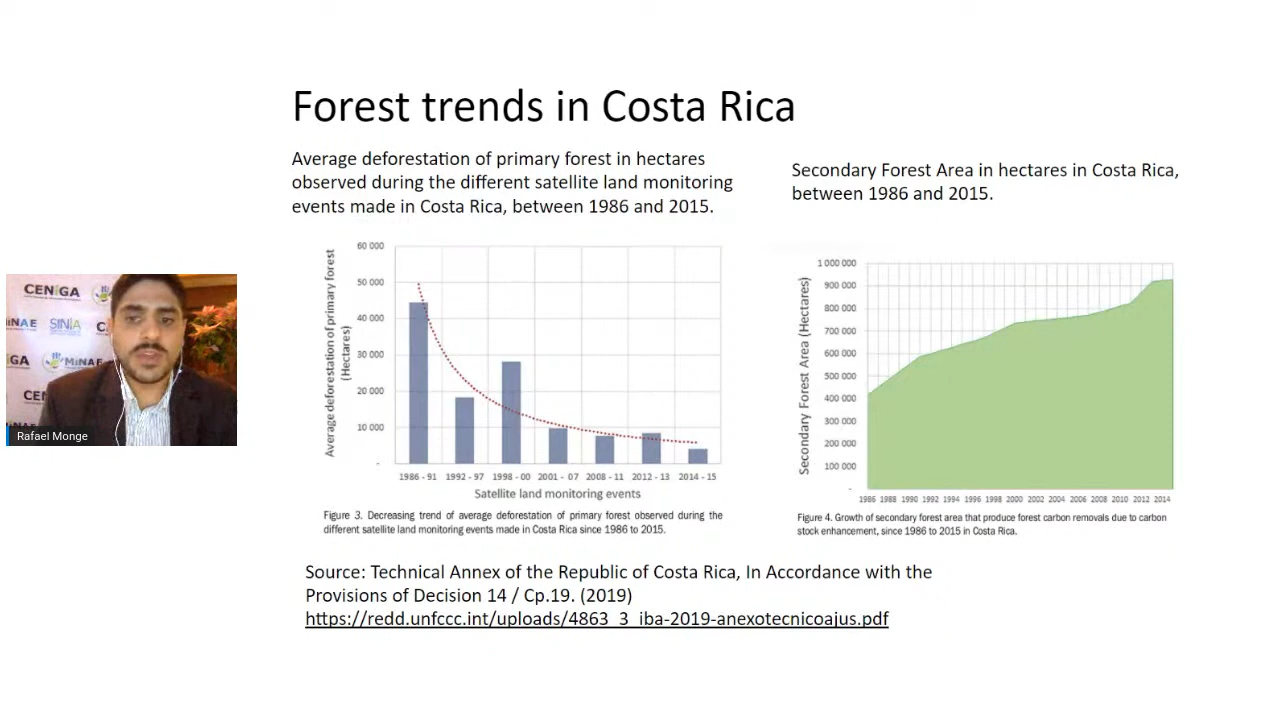 Forest trends in Costa Rica
Average deforestation of primary forest in hectares
observed during the different satellite land monitoring
events made in Costa Rica, between 1986 and 2015.
Secondary Forest Area in hectares in Costa Rica,
between 1986 and 2015.
Average deforestation of primary forest
(Hectares)
60 000
50 000
40 000
30 000
20 000
10 000
-
1986 - 91 1992 - 97 1998 - 00 2001 - 07 2008 - 11 2012 - 13 2014 - 15
Satellite land monitoring events
Figure 3. Decreasing trend of average deforestation of primary forest observed during the
different satellite land monitoring events made in Costa Rica since 1986 to 2015.
Secondary Forest Area (Hectares)
1 000 000
900 000
800 000
700 000
600 000
500 000
400 000
300 000
200 000
100 000
-
1986 1988 1990 1992 1994 1996 1998 2000 2002 2004 2006 2008 2010 2012 2014
Figure 4. Growth of secondary forest area that produce forest carbon removals due to carbon
stock enhancement, since 1986 to 2015 in Costa Rica.
CENIGA
MiNAE SINIA C
GA MiNAE
CEN
Rafael Monge
Source: Technical Annex of the Republic of Costa Rica, In Accordance with the
Provisions of Decision 14 / Cp.19. (2019)
https://redd.unfccc.int/uploads/4863_3_iba-2019-anexotecnicoajus.pdf